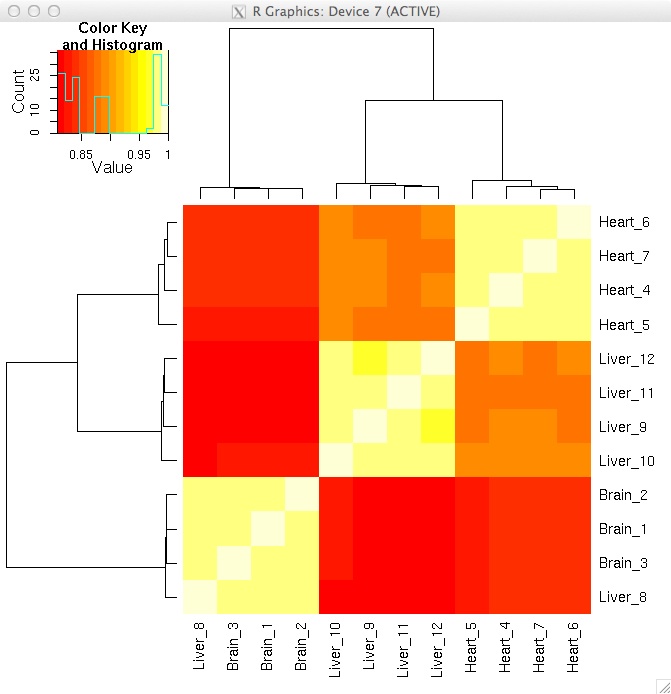 R Graphics: Device 7 (ACTIVE)
Color Key
and Histogram
Count
0 10 25
0.85 0.95 1
Value
Heart_6
Heart_7
Heart_4
Heart_5
Liver_12
Liver_11
Liver_9
Liver_10
Brain_2
Brain_1
Brain_3
Liver_8
Liver_8 Brain_3 Brain_1 Brain_2 Liver_10 Liver_9 Liver_11 Liver_12 Heart_5 Heart_4 Heart_7 Heart_6